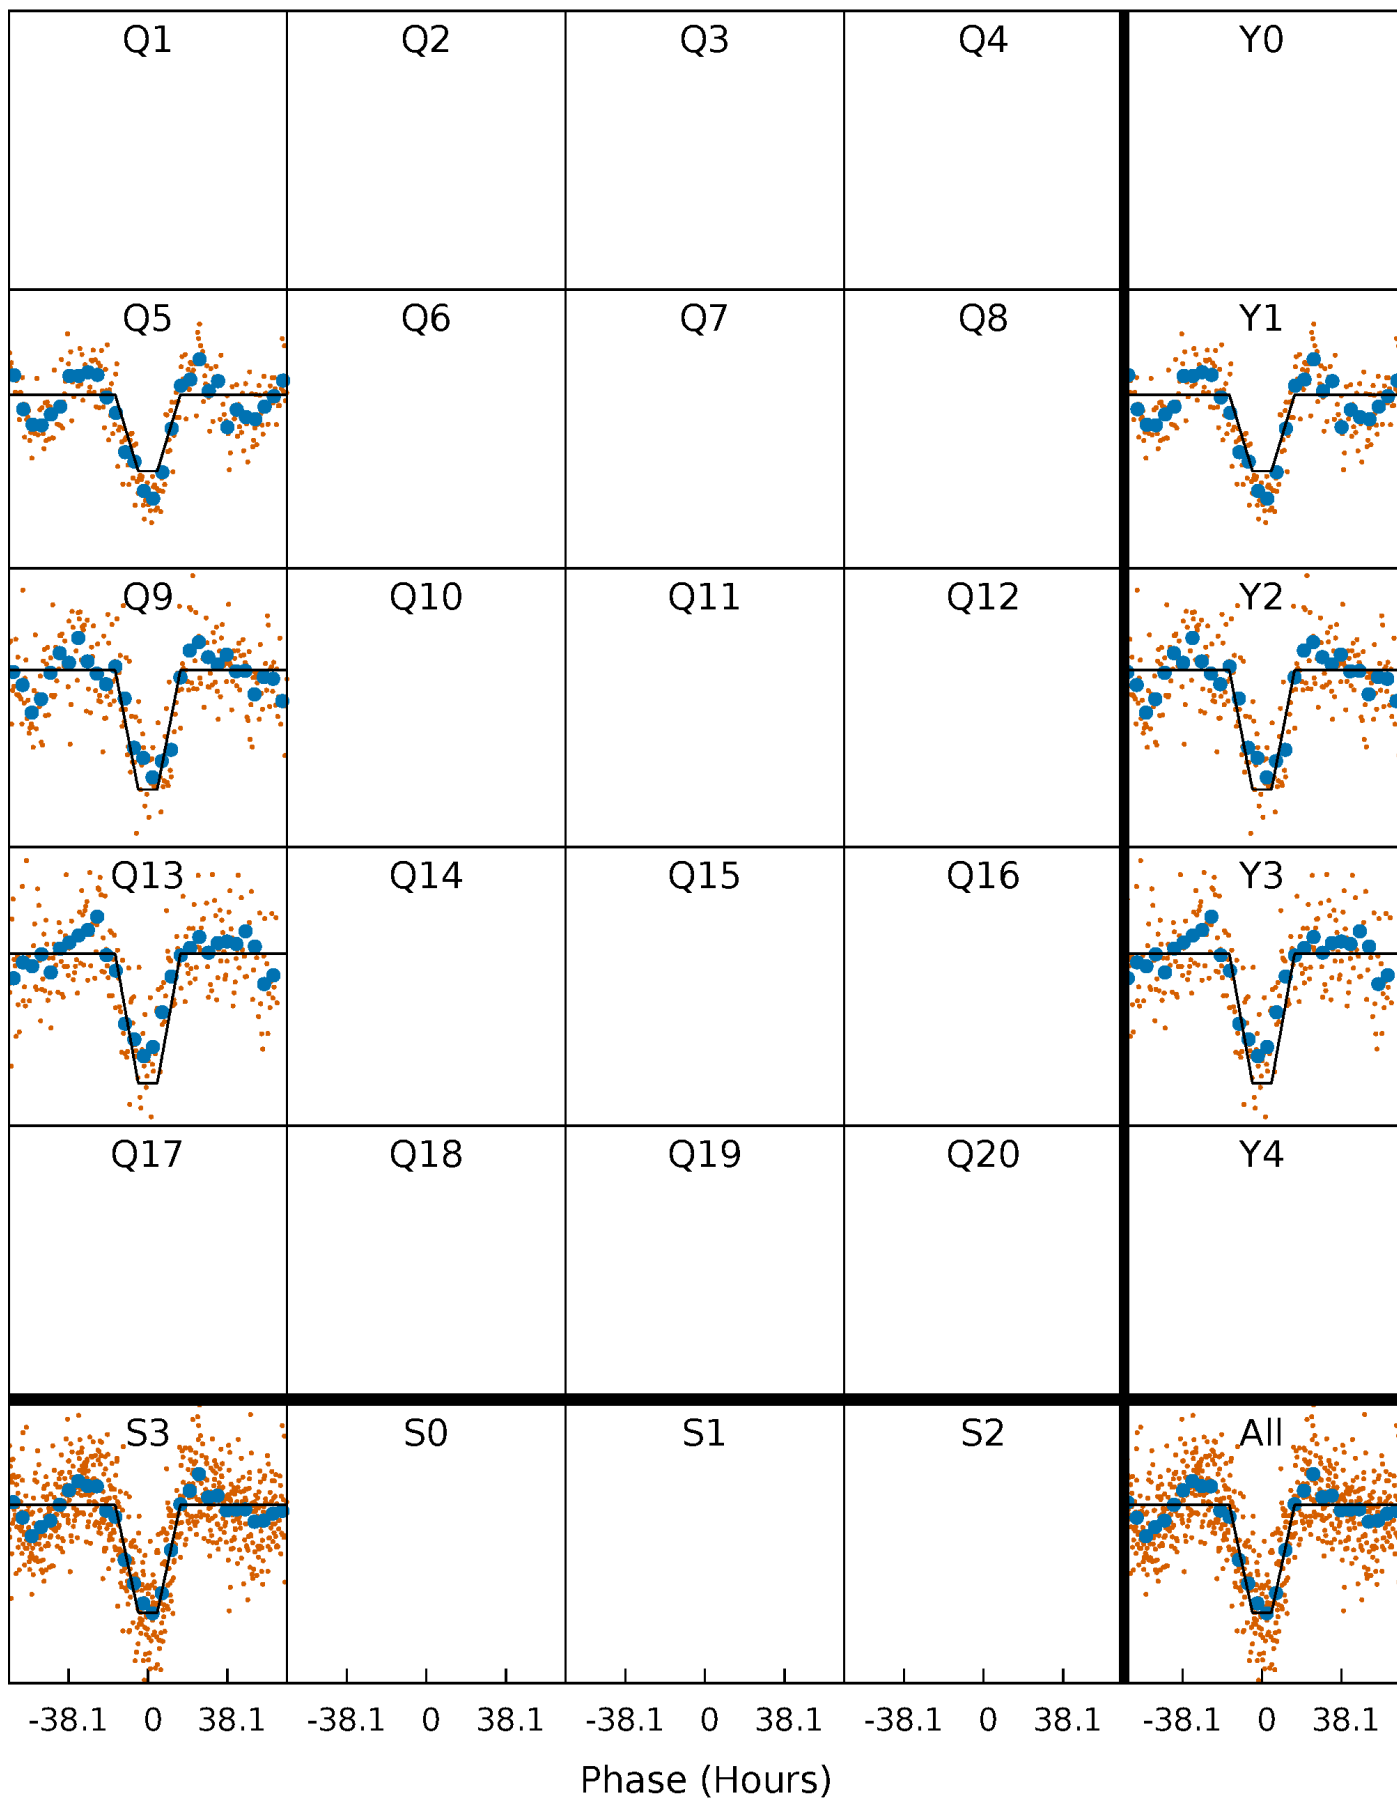 Q1 Q2 Q3 Q4 Y0
Q5 Q6 Q7 Q8 Y1
Q9 Q10 Q11 Q12 Y2
Q13 Q14 Q15 Q16 Y3
Q17 Q18 Q19 Q20 Y4
S3 S0 S1 S2 All
-38.1 0 38.1 -38.1 0 38.1 -38.1 0 38.1 -38.1 0 38.1 -38.1 0 38.1
Phase (Hours)